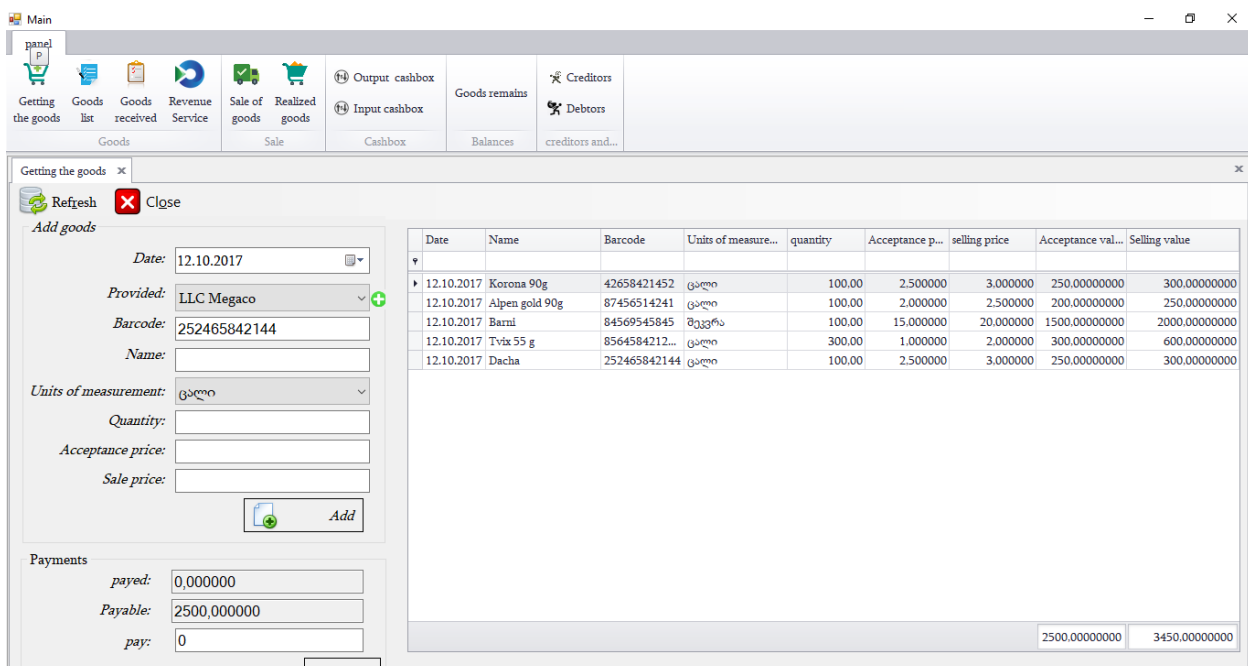 Main
panel
P
Getting the goods
Goods list
Goods received
Revenue Service
Goods
Sale of goods
Realized goods
Sale
Output cashbox
Input cashbox
Cashbox
Goods remains
Balances
Creditors
Debtors
creditors and...
Getting the goods
Refresh Close
Add goods
Date: 12.10.2017
Provided: LLC Megaco
Barcode: 252465842144
Name:
Units of measurement: ცალი
Quantity:
Acceptance price:
Sale price:
Add
Payments
payed: 0,000000
Payable: 2500,000000
pay: 0
Date Name Barcode Units of measure... quantity Acceptance p... selling price Acceptance val... Selling value
12.10.2017 Korona 90g 42658421452 ცალი 100,00 2,500000 3,000000 250,00000000 300,00000000
12.10.2017 Alpen gold 90g 87456514241 ცალი 100,00 2,000000 2,500000 200,00000000 250,00000000
12.10.2017 Barni 84569545845 შეკვრა 100,00 15,000000 20,000000 1500,00000000 2000,00000000
12.10.2017 Tvix 55 g 8564584212... ცალი 300,00 1,000000 2,000000 300,00000000 600,00000000
12.10.2017 Dacha 252465842144 ცალი 100,00 2,500000 3,000000 250,00000000 300,00000000
2500,00000000 3450,00000000